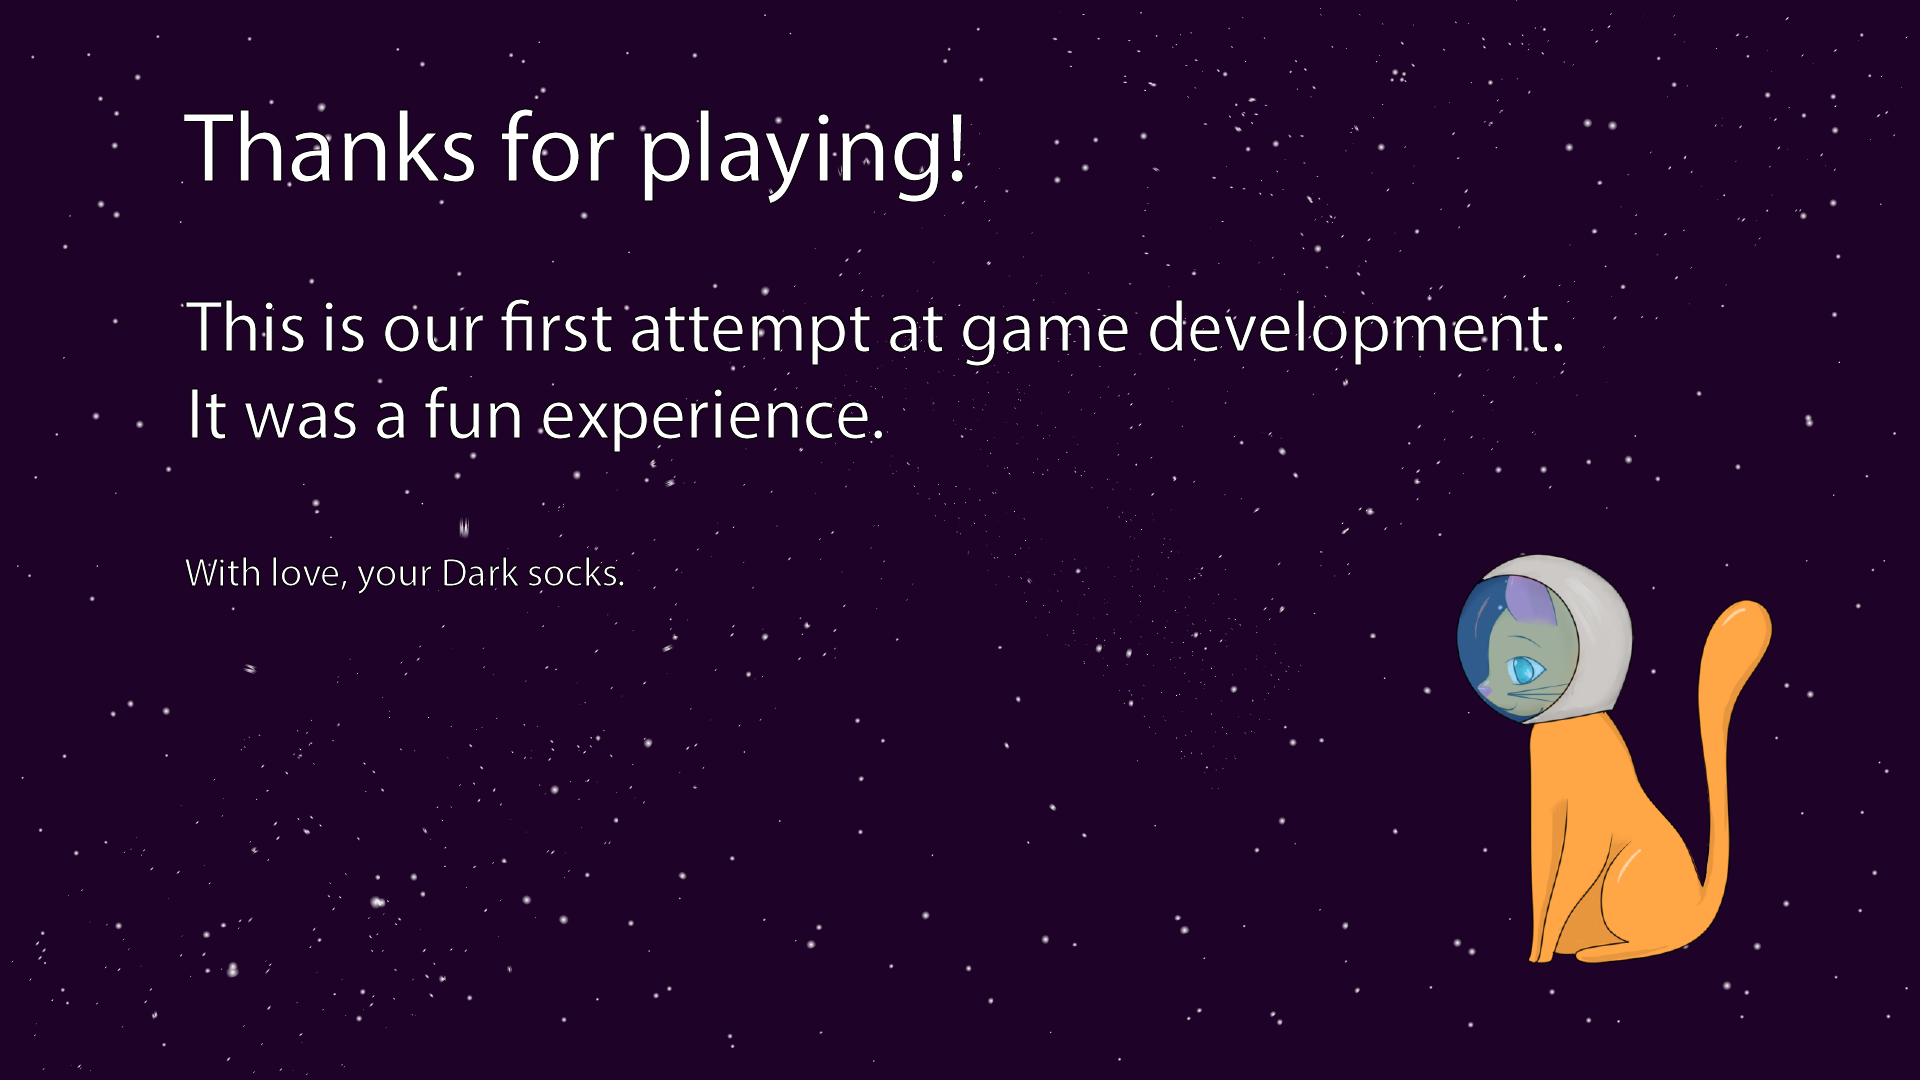 Thanks for playing!
This is our first attempt at game development.
It was a fun experience.
With love, your Dark socks.